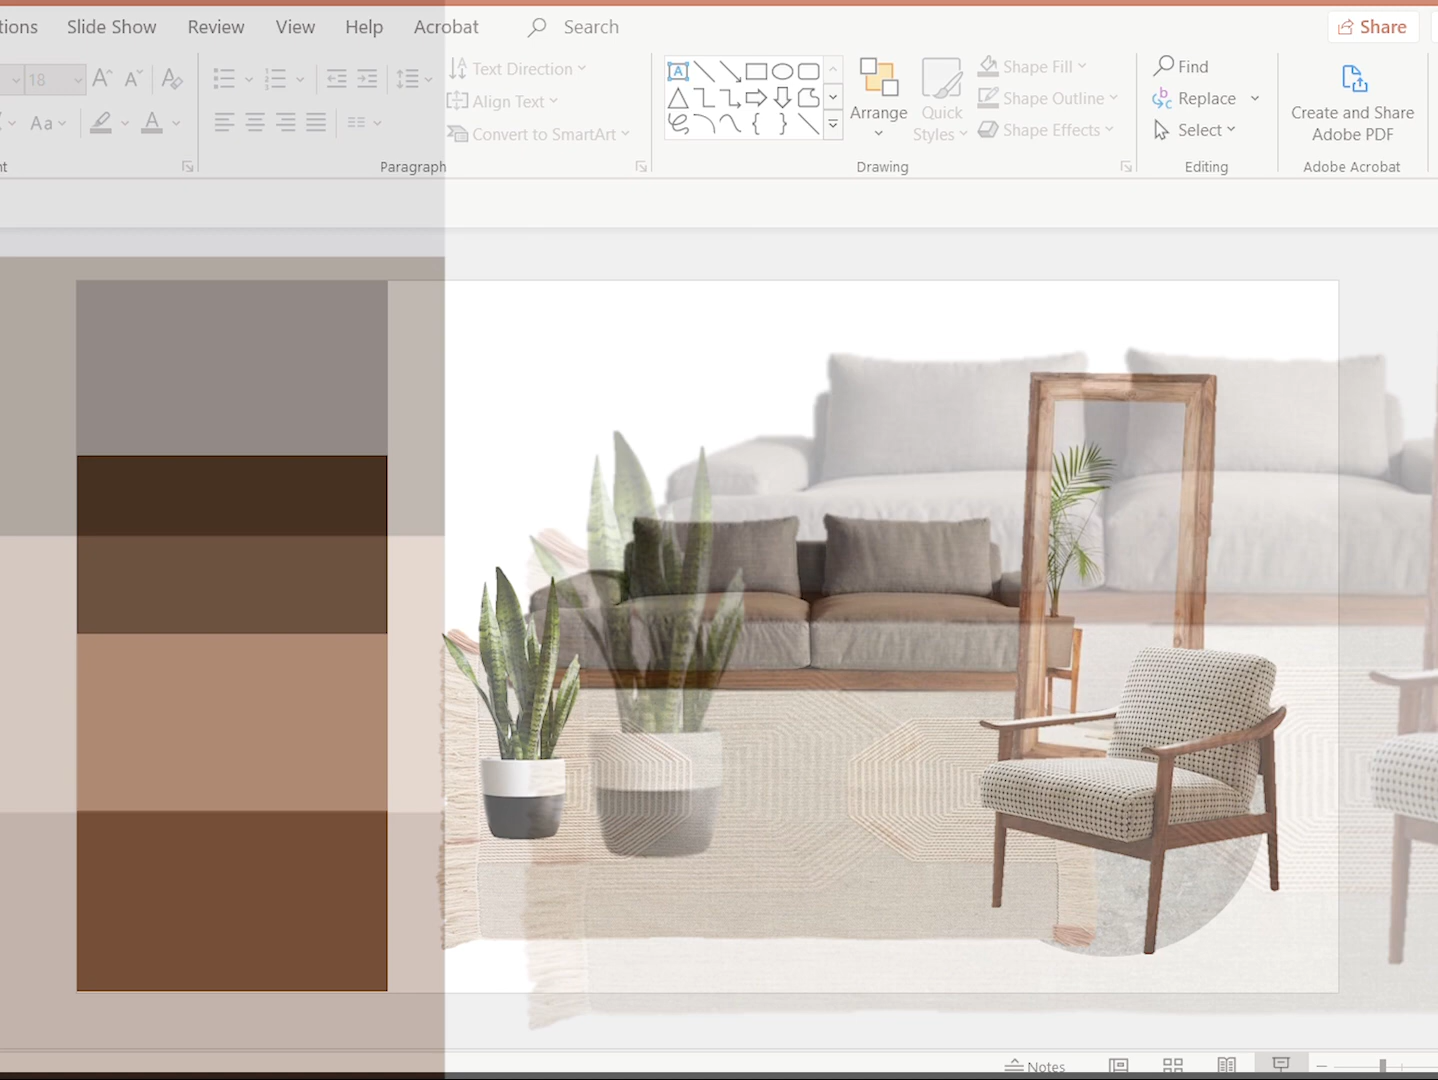 tions Slide Show Review View Help Acrobat Search Share
18 A A A Text Direction Shape Fill Find
Aa A Align Text Shape Outline Replace
Convert to SmartArt Arrange Quick Styles Shape Effects Select Create and Share Adobe PDF
nt Paragraph Drawing Editing Adobe Acrobat
Notes